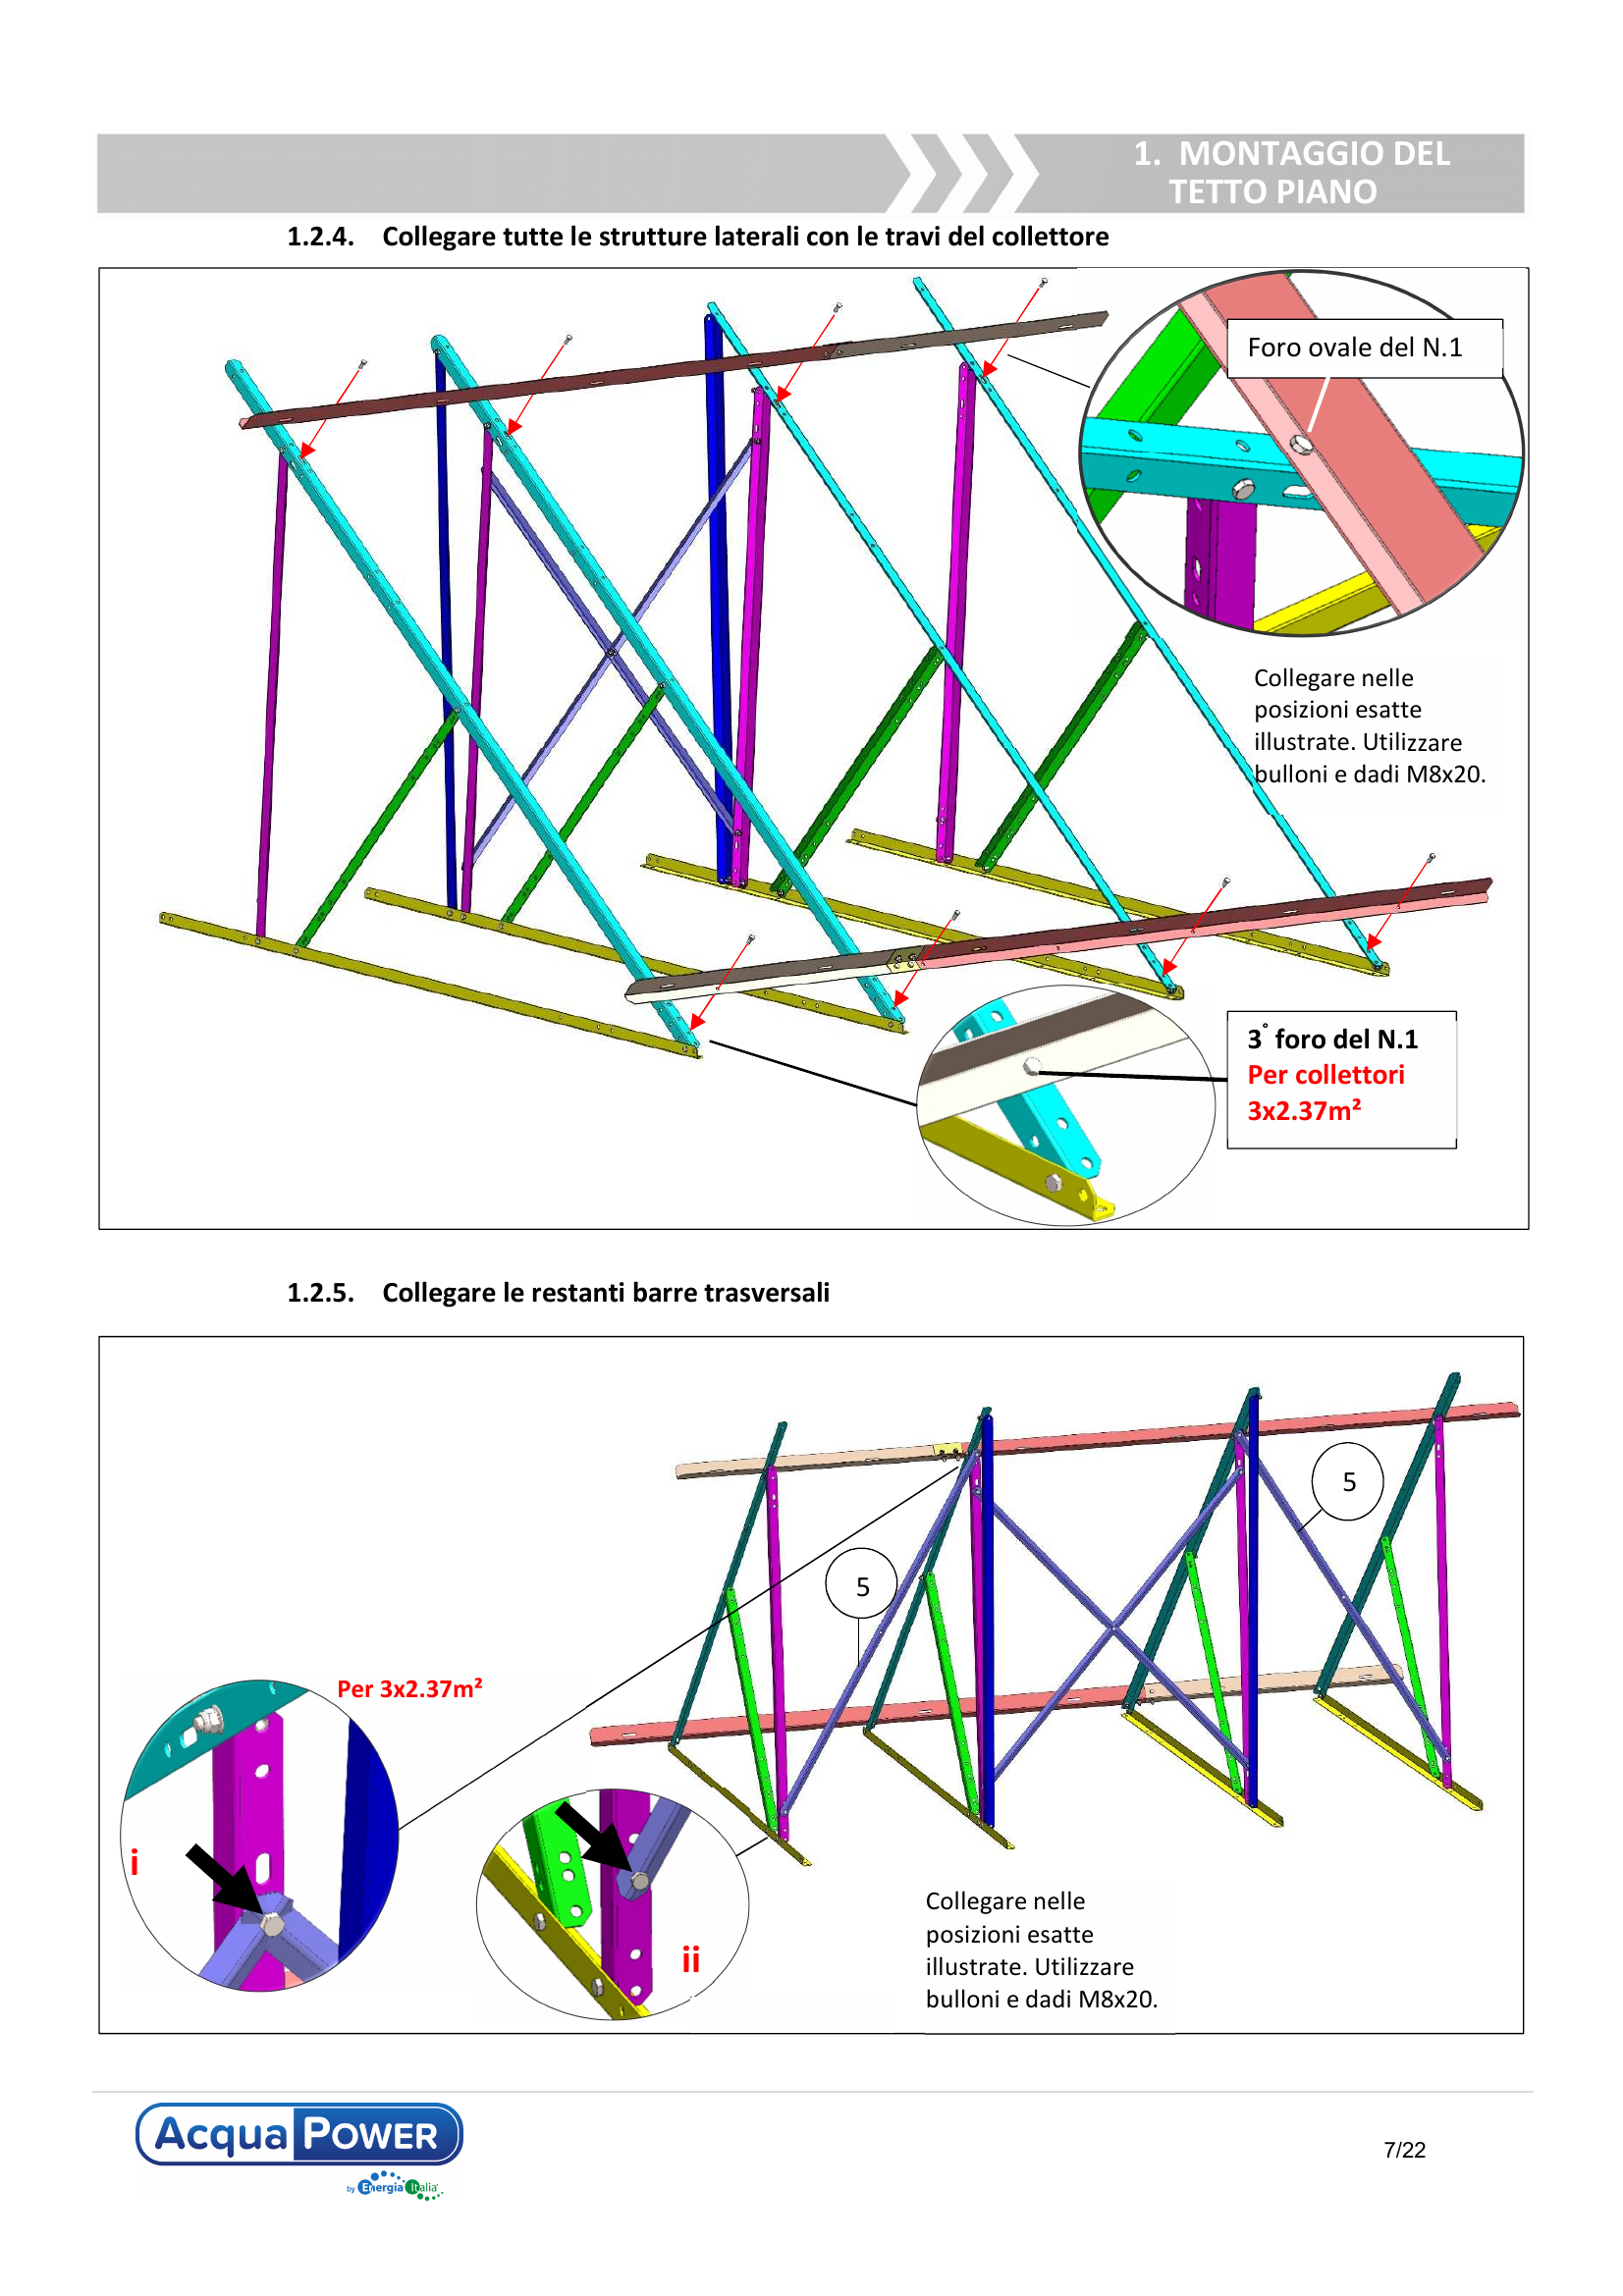 1. MONTAGGIO DEL
TETTO PIANO
1.2.4. Collegare tutte le strutture laterali con le travi del collettore
Foro ovale del N.1
Collegare nelle
posizioni esatte
illustrate. Utilizzare
bulloni e dadi M8x20.
3° foro del N.1
Per collettori
3x2.37m²
1.2.5. Collegare le restanti barre trasversali
5
5
Per 3x2.37m²
i
ii
Collegare nelle
posizioni esatte
illustrate. Utilizzare
bulloni e dadi M8x20.
Acqua POWER
by Energia Italia
7/22